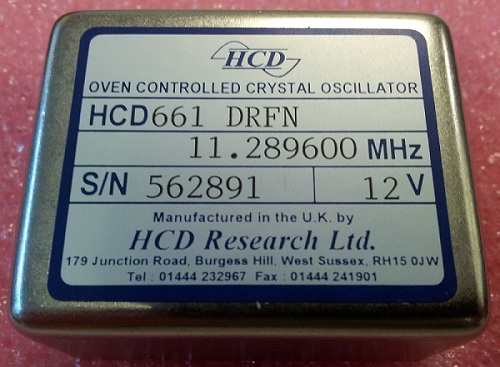 HCD
OVEN CONTROLLED CRYSTAL OSCILLATOR
HCD661 DRFN
11.289600 MHz
S/N 562891 12 V
Manufactured in the U.K. by
HCD Research Ltd.
179 Junction Road, Burgess Hill, West Sussex, RH15 0JW
Tel : 01444 232967 Fax : 01444 241901